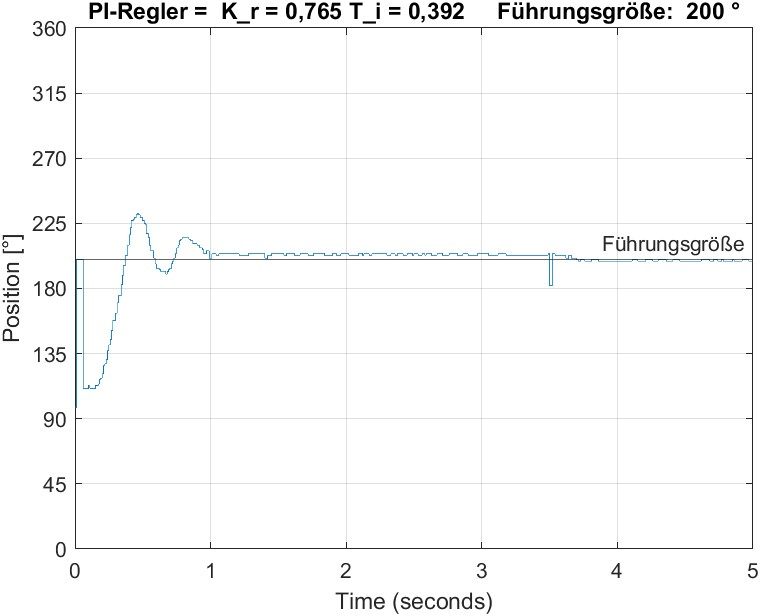 PI-Regler =  K_r = 0,765 T_i = 0,392     Führungsgröße:  200 °
360
315
270
225
180
135
90
45
0
Position [°]
Führungsgröße
0 1 2 3 4 5
Time (seconds)